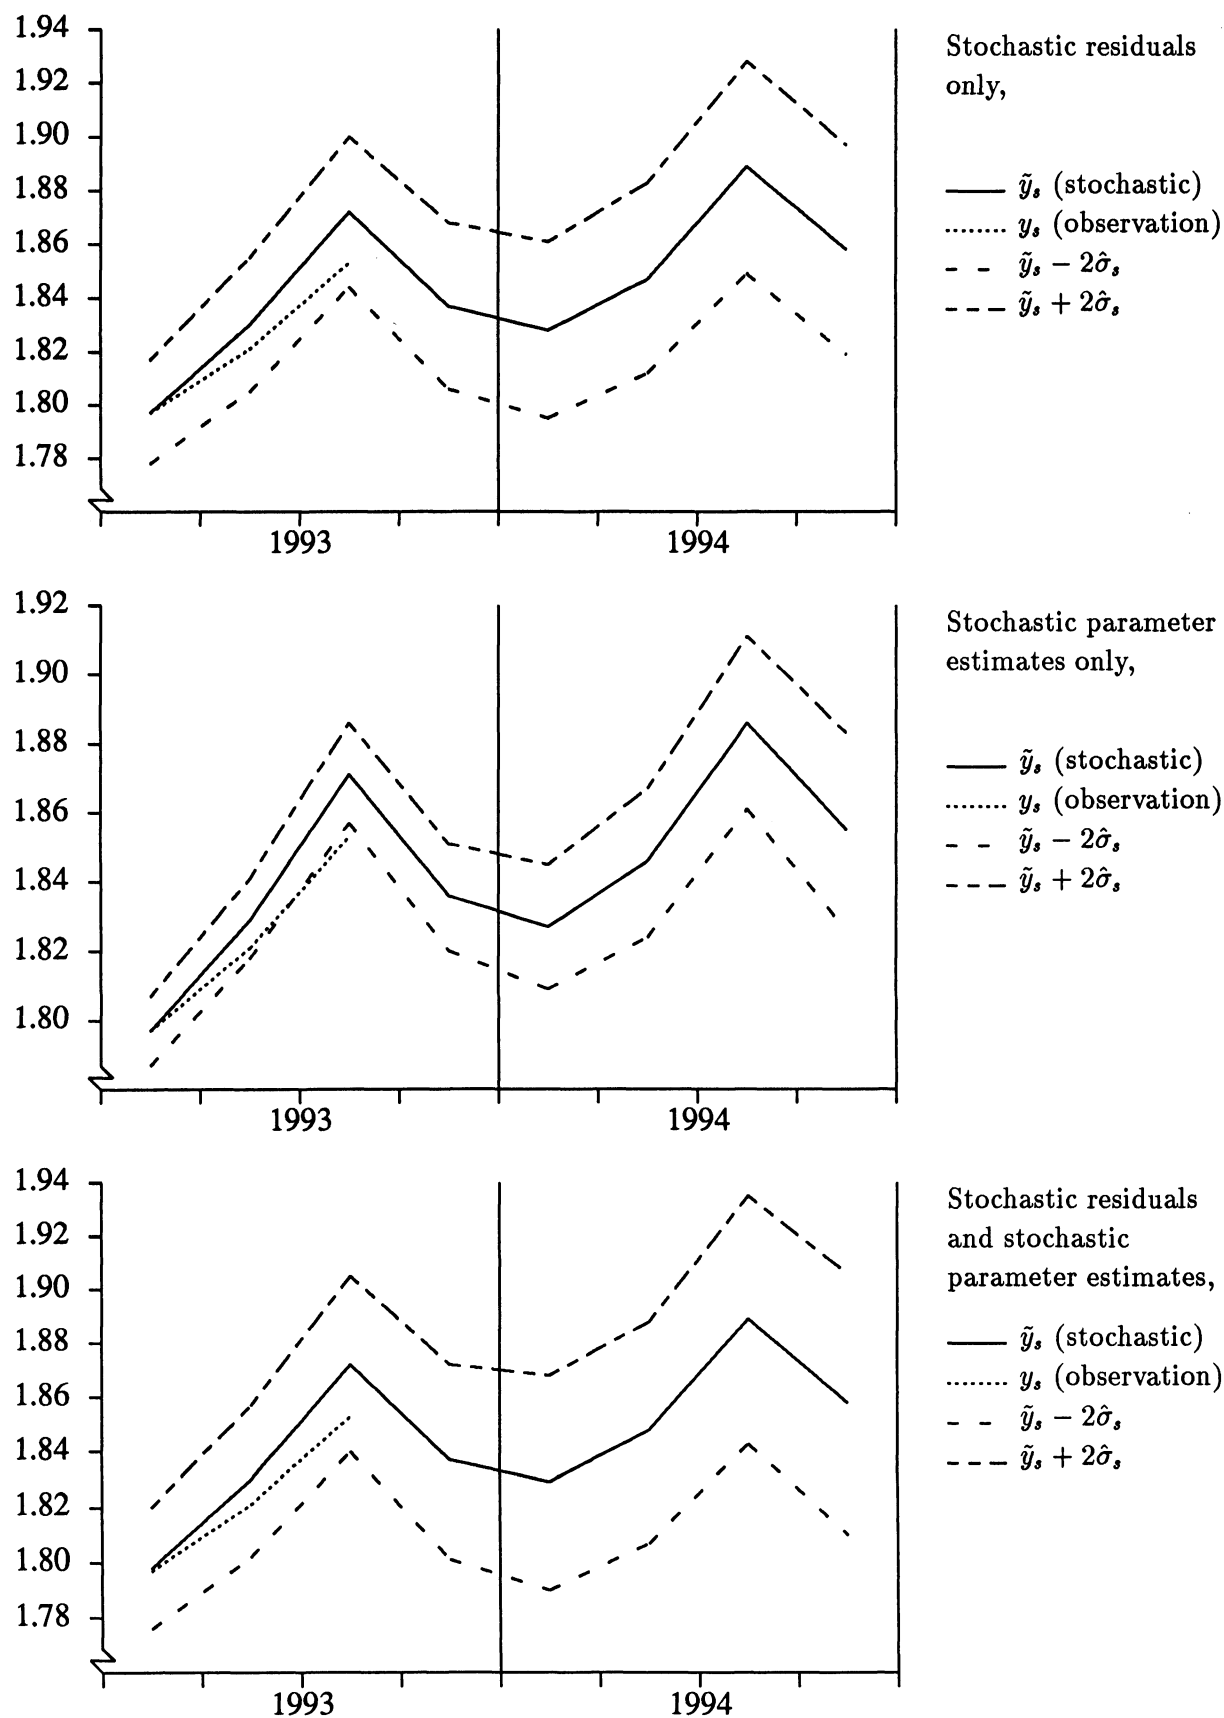 1.94
1.92
1.90
1.88
1.86
1.84
1.82
1.80
1.78
1993
1994
Stochastic residuals
only,
ỹₛ (stochastic)
yₛ (observation)
ỹₛ − 2σ̂ₛ
ỹₛ + 2σ̂ₛ
1.92
1.90
1.88
1.86
1.84
1.82
1.80
1993
1994
Stochastic parameter
estimates only,
ỹₛ (stochastic)
yₛ (observation)
ỹₛ − 2σ̂ₛ
ỹₛ + 2σ̂ₛ
1.94
1.92
1.90
1.88
1.86
1.84
1.82
1.80
1.78
1993
1994
Stochastic residuals
and stochastic
parameter estimates,
ỹₛ (stochastic)
yₛ (observation)
ỹₛ − 2σ̂ₛ
ỹₛ + 2σ̂ₛ